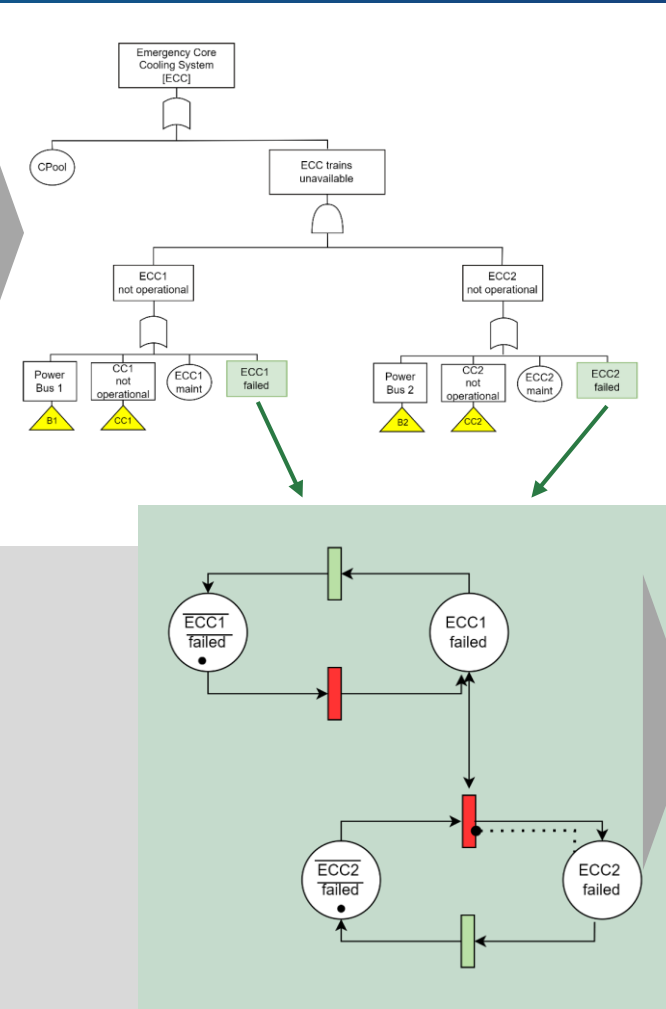 Emergency Core
Cooling System
[ECC]
CPool
ECC trains
unavailable
ECC1
not operational
ECC2
not operational
Power
Bus 1
CC1
not
operational
ECC1
maint
ECC1
failed
Power
Bus 2
CC2
not
operational
ECC2
maint
ECC2
failed
B1
CC1
B2
CC2
ECC1
failed
ECC1
failed
ECC2
failed
ECC2
failed